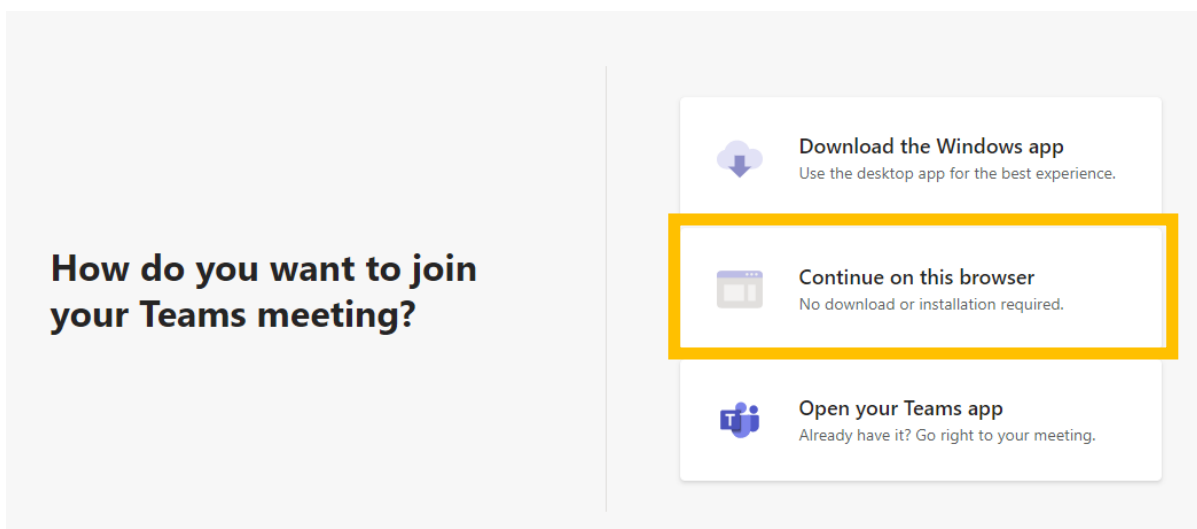 How do you want to join
your Teams meeting?
Download the Windows app
Use the desktop app for the best experience.
Continue on this browser
No download or installation required.
T
Open your Teams app
Already have it? Go right to your meeting.